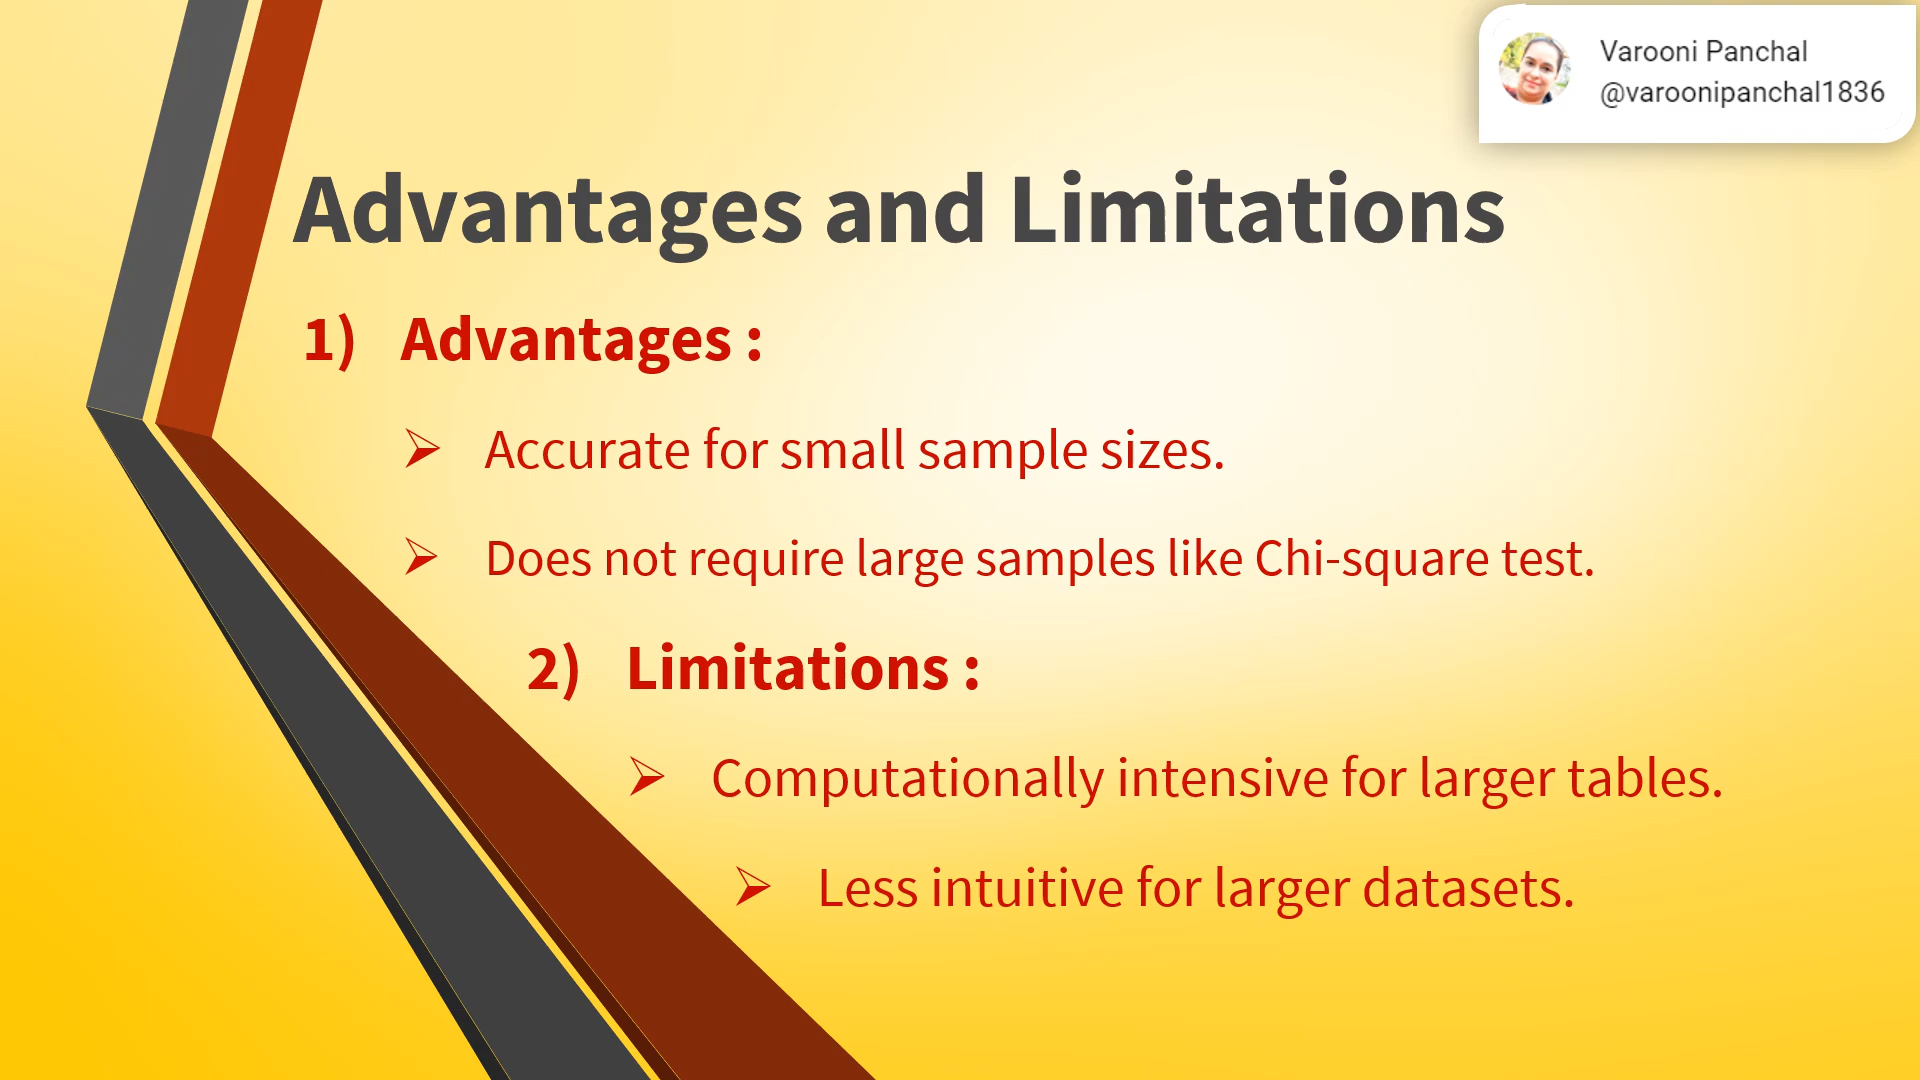 Varooni Panchal
@varoonipanchal1836
Advantages and Limitations
1) Advantages :
➢ Accurate for small sample sizes.
➢ Does not require large samples like Chi-square test.
2) Limitations :
➢ Computationally intensive for larger tables.
➢ Less intuitive for larger datasets.